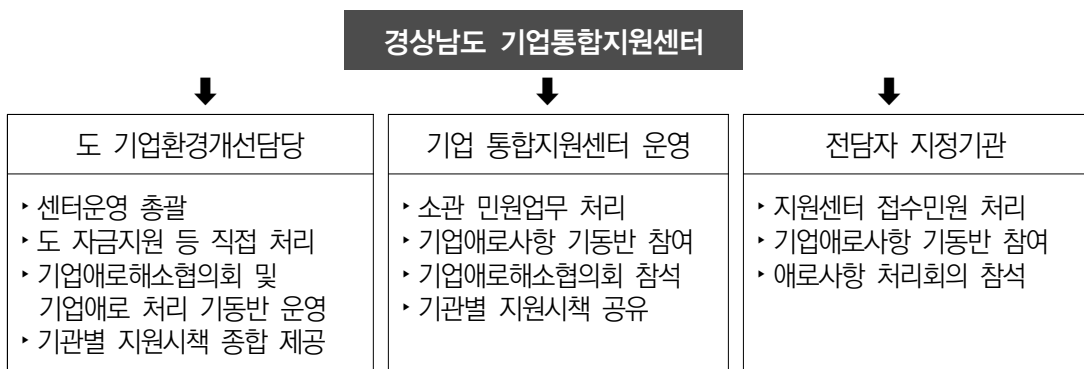 경상남도 기업통합지원센터
도 기업환경개선담당
‣ 센터운영 총괄
‣ 도 자금지원 등 직접 처리
‣ 기업애로해소협의회 및
기업애로 처리 기동반 운영
‣ 기관별 지원시책 종합 제공
기업 통합지원센터 운영
‣ 소관 민원업무 처리
‣ 기업애로사항 기동반 참여
‣ 기업애로해소협의회 참석
‣ 기관별 지원시책 공유
전담자 지정기관
‣ 지원센터 접수민원 처리
‣ 기업애로사항 기동반 참여
‣ 애로사항 처리회의 참석